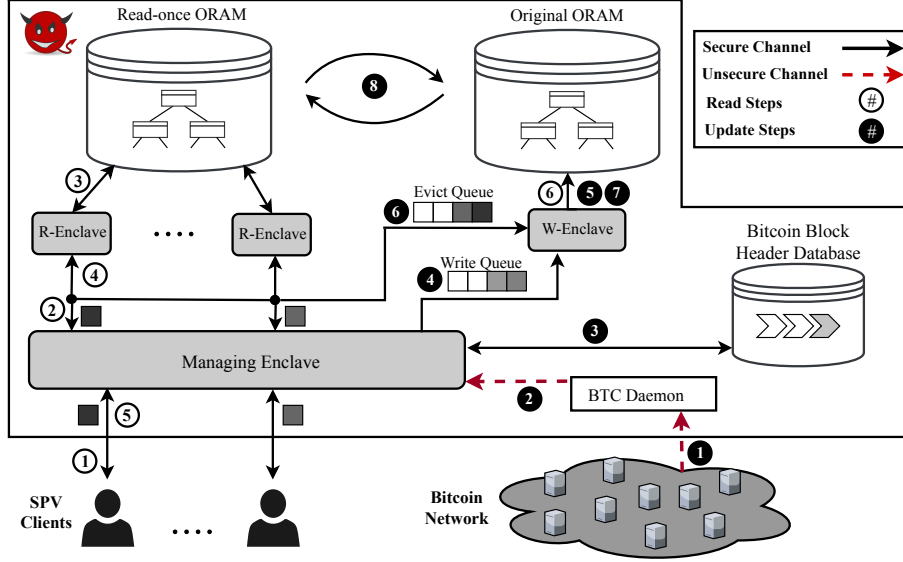 Read-once ORAM
Original ORAM
Secure Channel
Unsecure Channel
Read Steps #
Update Steps #
8
3
6 5 7
Evict Queue
6
R-Enclave
. . . .
R-Enclave
W-Enclave
Bitcoin Block
Header Database
Write Queue
4
4
2
3
Managing Enclave
2
BTC Daemon
5
1
1
SPV
Clients
. . . .
Bitcoin
Network